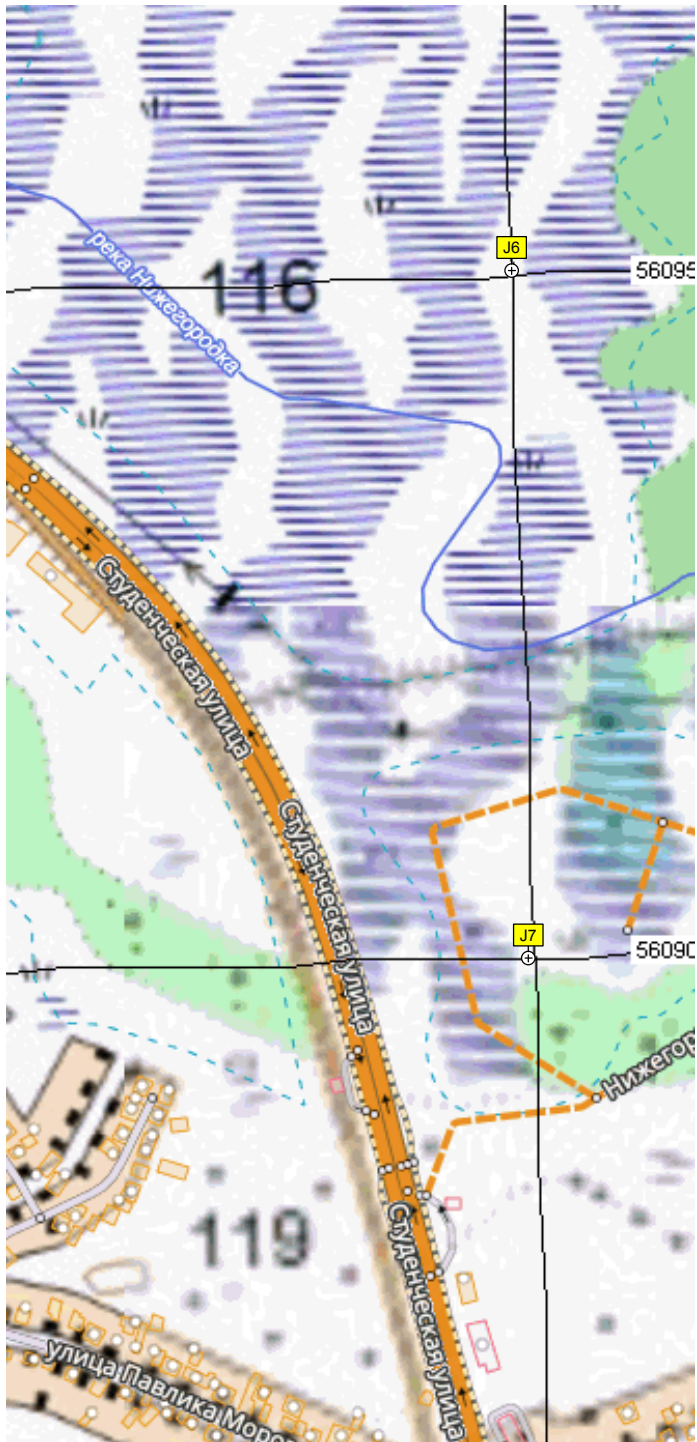 J6
56095
река Нижегородка
116
Студенческая улица
Студенческая улица
J7
56090
Нижегор
119
Студенческая улица
улица Павлика Моро